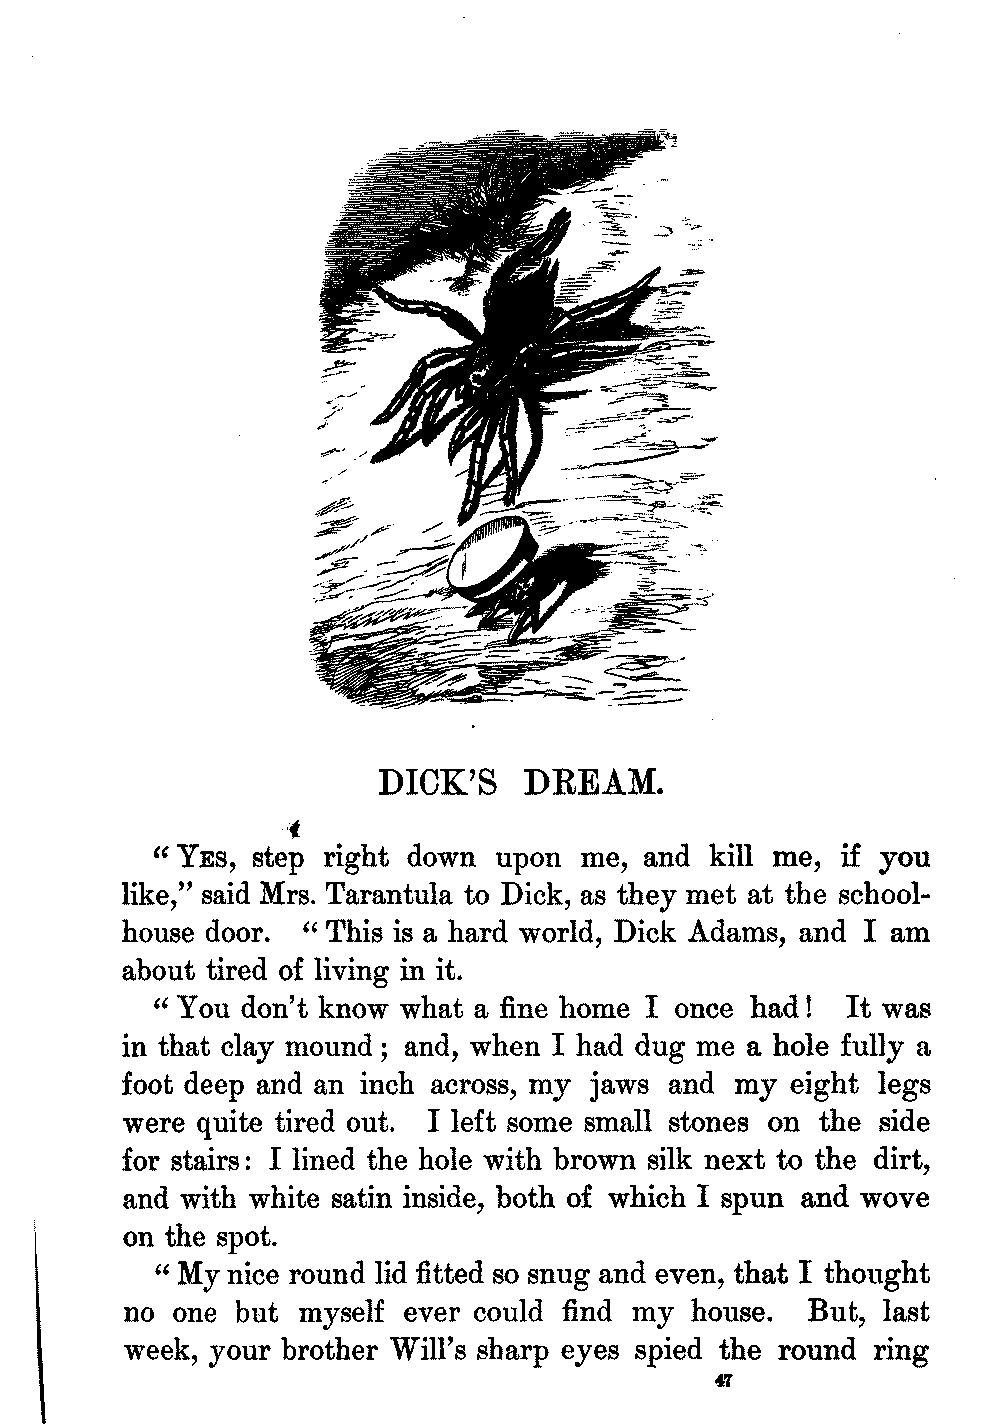 DICK'S DREAM.
“YES, step right down upon me, and kill me, if you
like,” said Mrs. Tarantula to Dick, as they met at the school-
house door. “This is a hard world, Dick Adams, and I am
about tired of living in it.
“You don't know what a fine home I once had! It was
in that clay mound; and, when I had dug me a hole fully a
foot deep and an inch across, my jaws and my eight legs
were quite tired out. I left some small stones on the side
for stairs: I lined the hole with brown silk next to the dirt,
and with white satin inside, both of which I spun and wove
on the spot.
“My nice round lid fitted so snug and even, that I thought
no one but myself ever could find my house. But, last
week, your brother Will's sharp eyes spied the round ring
47